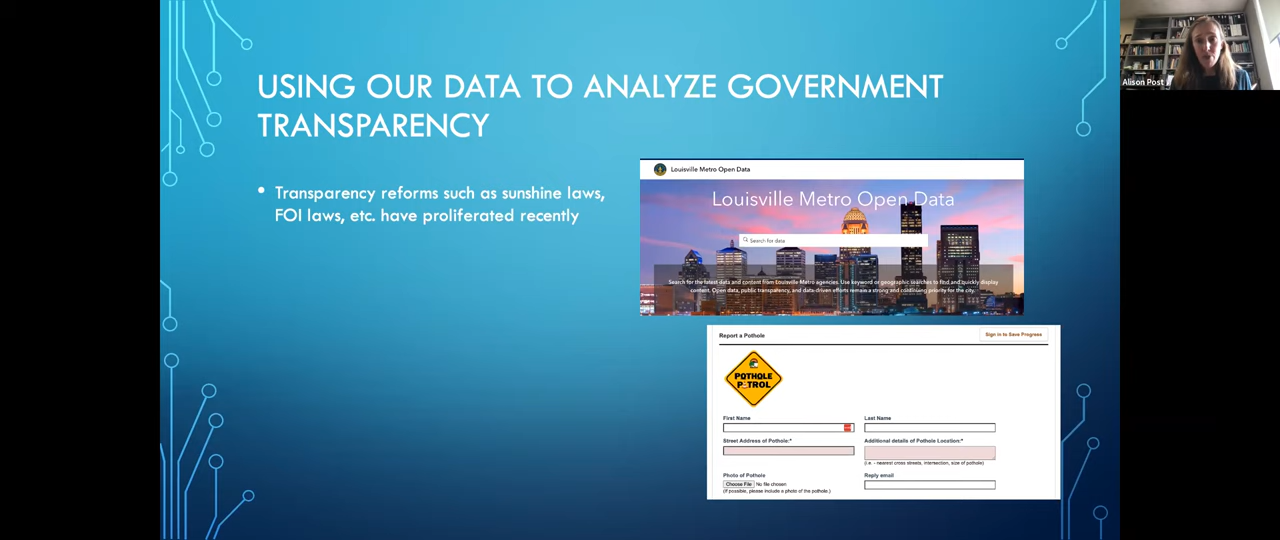 USING OUR DATA TO ANALYZE GOVERNMENT
TRANSPARENCY
• Transparency reforms such as sunshine laws,
FOI laws, etc. have proliferated recently
Louisville Metro Open Data
Louisville Metro Open Data
Search for data
Search for the latest data and content from Louisville Metro agencies. Use keyword or geographic searches to find and quickly display
content. Open data, public transparency, and data-driven efforts remain a strong and continuing priority for the city.
Report a Pothole
Sign in to Save Progress
POTHOLE
PATROL
First Name
Last Name
Street Address of Pothole:*
Additional details of Pothole Location:*
(i.e. - nearest cross streets, intersection, size of pothole)
Photo of Pothole
Reply email
Choose File No file chosen
(If possible, please include a photo of the pothole.)
Alison Post